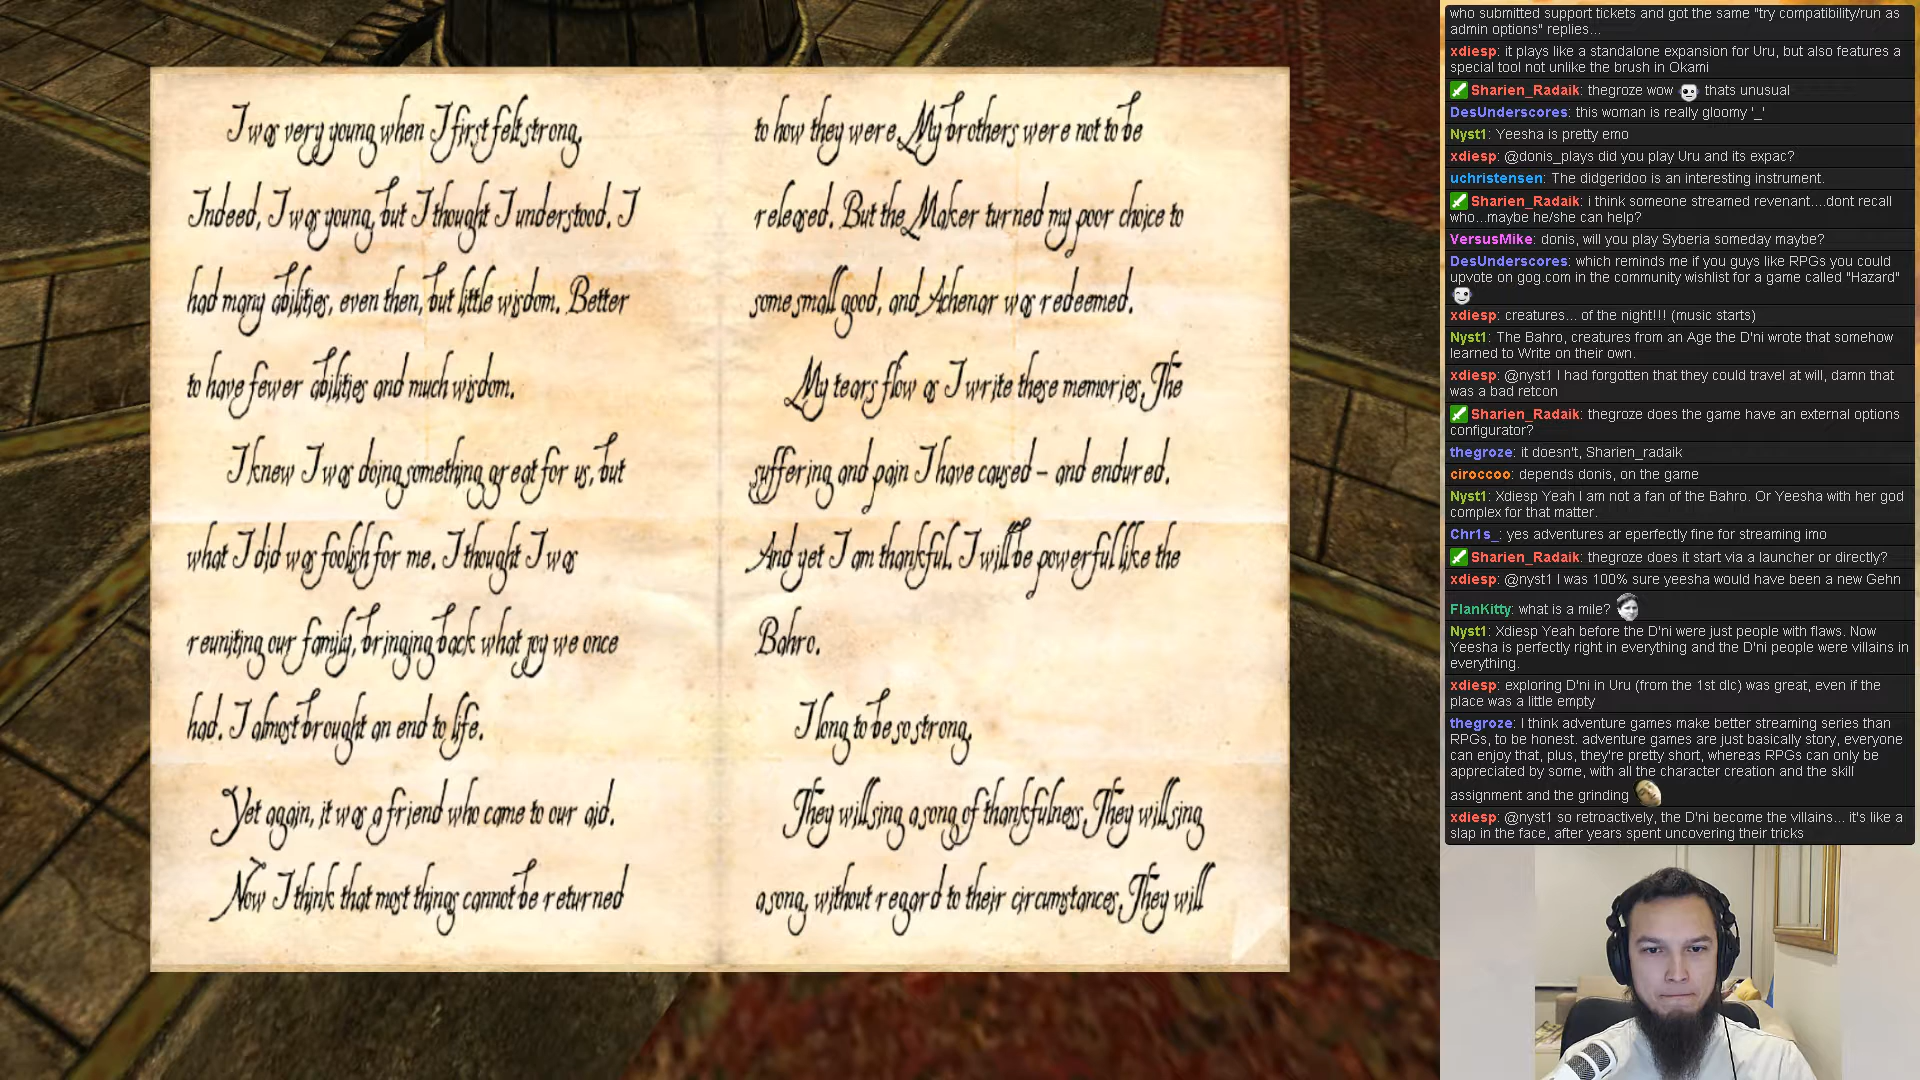 I was very young when I first felt strong.
Indeed, I was young, but I thought I understood. I
had many abilities, even then, but little wisdom. Better
to have fewer abilities and much wisdom.
I knew I was doing something great for us, but
what I did was foolish for me. I thought I was
reuniting our family, bringing back what joy we once
had. I almost brought an end to life.
Yet again, it was a friend who came to our aid.
Now I think that most things cannot be returned
to how they were. My brothers were not to be
released. But the Maker turned my poor choice to
some small good, and Achenar was redeemed.
My tears flow as I write these memories. The
suffering and pain I have caused – and endured.
And yet I am thankful. I will be powerful like the
Bahro.
I long to be so strong.
They will sing a song of thankfulness. They will sing
a song, without regard to their circumstances. They will
who submitted support tickets and got the same "try compatibility/run as
admin options" replies...
xdiesp: it plays like a standalone expansion for Uru, but also features a
special tool not unlike the brush in Okami
Sharien_Radaik: thegroze wow thats unusual
DesUnderscores: this woman is really gloomy '_'
Nyst1: Yeesha is pretty emo
xdiesp: @donis_plays did you play Uru and its expac?
uchristensen: The didgeridoo is an interesting instrument.
Sharien_Radaik: i think someone streamed revenant....dont recall
who...maybe he/she can help?
VersusMike: donis, will you play Syberia someday maybe?
DesUnderscores: which reminds me if you guys like RPGs you could
upvote on gog.com in the community wishlist for a game called "Hazard"
xdiesp: creatures... of the night!!! (music starts)
Nyst1: The Bahro, creatures from an Age the D'ni wrote that somehow
learned to Write on their own.
xdiesp: @nyst1 I had forgotten that they could travel at will, damn that
was a bad retcon
Sharien_Radaik: thegroze does the game have an external options
configurator?
thegroze: it doesn't, Sharien_radaik
ciroccoo: depends donis, on the game
Nyst1: Xdiesp Yeah I am not a fan of the Bahro. Or Yeesha with her god
complex for that matter.
Chr1s_: yes adventures ar eperfectly fine for streaming imo
Sharien_Radaik: thegroze does it start via a launcher or directly?
xdiesp: @nyst1 I was 100% sure yeesha would have been a new Gehn
FlanKitty: what is a mile?
Nyst1: Xdiesp Yeah before the D'ni were just people with flaws. Now
Yeesha is perfectly right in everything and the D'ni people were villains in
everything.
xdiesp: exploring D'ni in Uru (from the 1st dlc) was great, even if the
place was a little empty
thegroze: I think adventure games make better streaming series than
RPGs, to be honest. adventure games are just basically story, everyone
can enjoy that, plus, they're pretty short, whereas RPGs can only be
appreciated by some, with all the character creation and the skill
assignment and the grinding
xdiesp: @nyst1 so retroactively, the D'ni become the villains... it's like a
slap in the face, after years spent uncovering their tricks